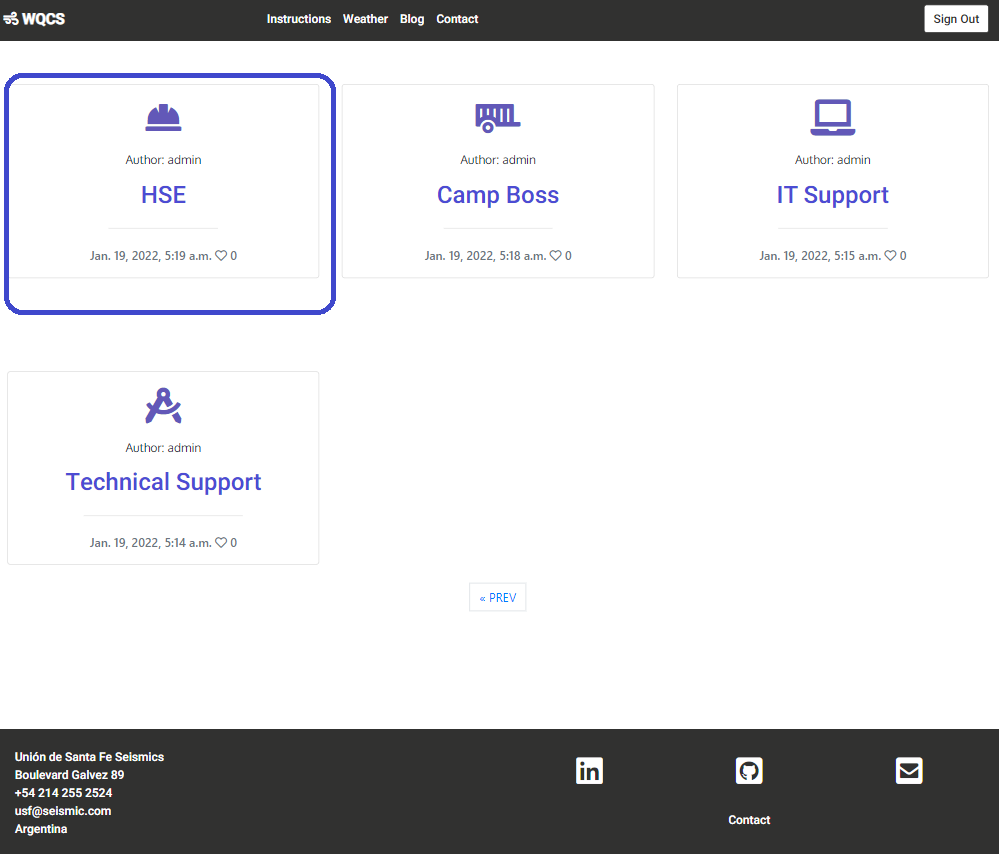 WQCS
Instructions Weather Blog Contact
Sign Out
Author: admin
HSE
Jan. 19, 2022, 5:19 a.m. 0
Author: admin
Camp Boss
Jan. 19, 2022, 5:18 a.m. 0
Author: admin
IT Support
Jan. 19, 2022, 5:15 a.m. 0
Author: admin
Technical Support
Jan. 19, 2022, 5:14 a.m. 0
« PREV
Unión de Santa Fe Seismics
Boulevard Galvez 89
+54 214 255 2524
usf@seismic.com
Argentina
in
Contact